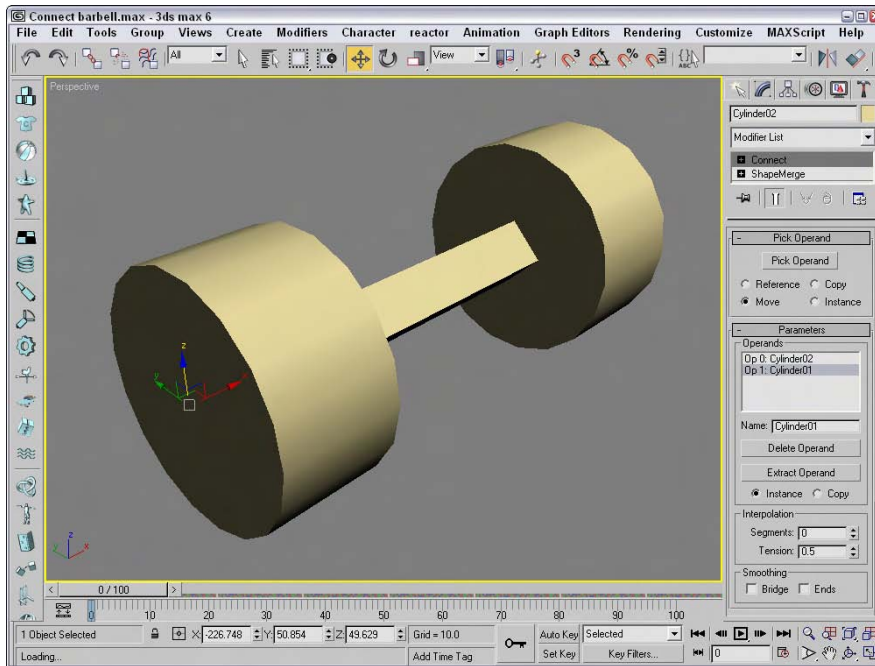 Connect barbell.max - 3ds max 6
File Edit Tools Group Views Create Modifiers Character reactor Animation Graph Editors Rendering Customize MAXScript Help
All View 3 % ABC
Perspective
z
y
x
z
y x
Cylinder02
Modifier List
Connect
ShapeMerge
Pick Operand
Pick Operand
Reference Copy
Move Instance
Parameters
Operands
Op 0: Cylinder02
Op 1: Cylinder01
Name: Cylinder01
Delete Operand
Extract Operand
Instance Copy
Interpolation
Segments: 0
Tension: 0.5
Smoothing
Bridge Ends
< 0 / 100 >
0 10 20 30 40 50 60 70 80 90 100
1 Object Selected X: -226.748 Y: 50.854 Z: 49.629 Grid = 10.0 Auto Key Selected
Loading... Add Time Tag Set Key Key Filters... 0